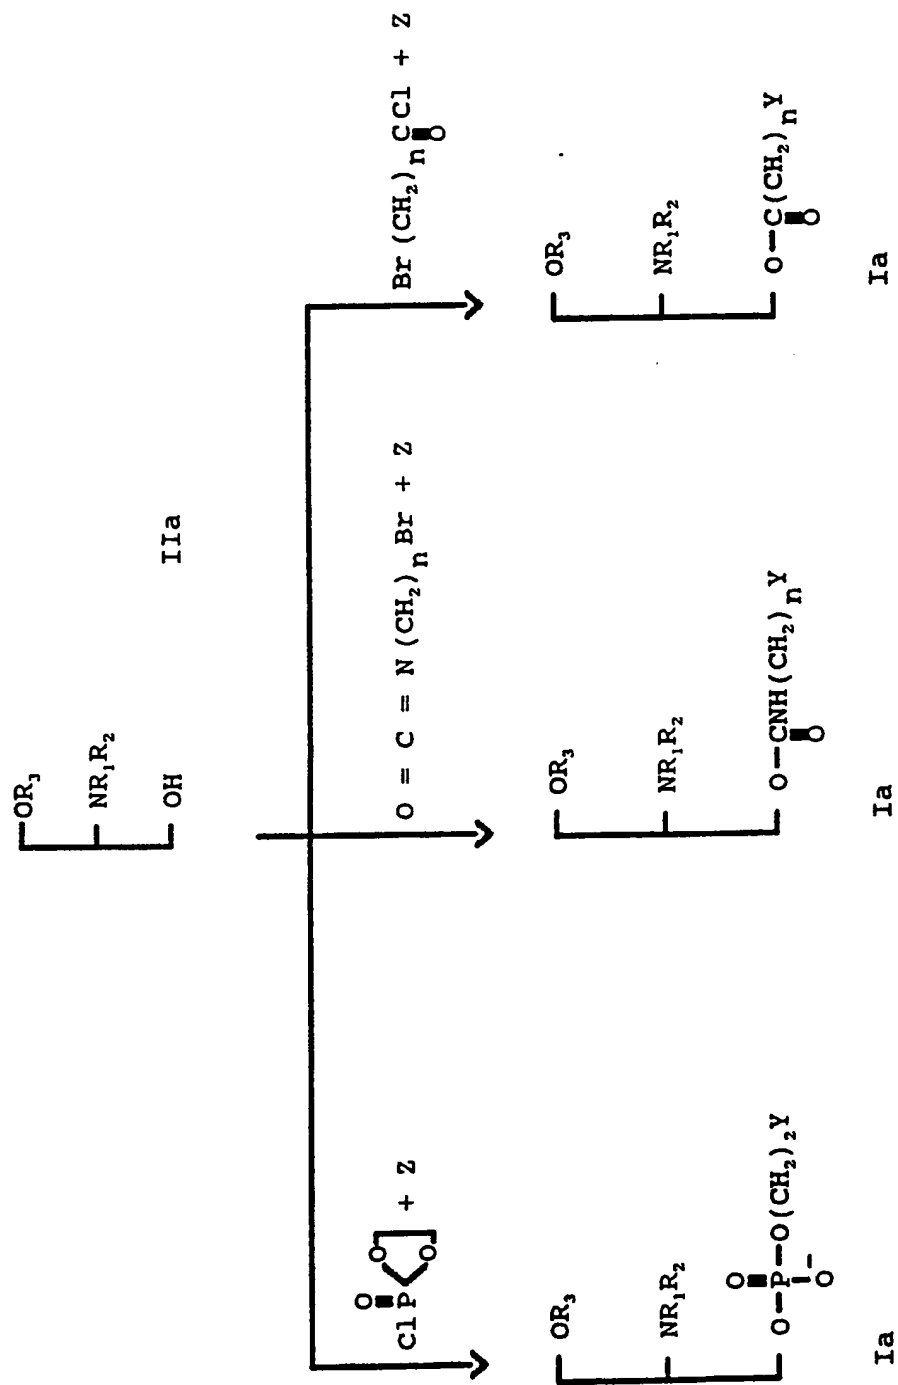 OR₃
NR₁R₂
OH
IIa
O
ClP O O + Z
O = C = N(CH₂)ₙBr + Z
Br(CH₂)ₙCCl + Z
O
OR₃
NR₁R₂
O
O—P—O(CH₂)₂Y
O⁻
Ia
OR₃
NR₁R₂
O—CNH(CH₂)ₙY
O
Ia
OR₃
NR₁R₂
O—C(CH₂)ₙY
O
Ia